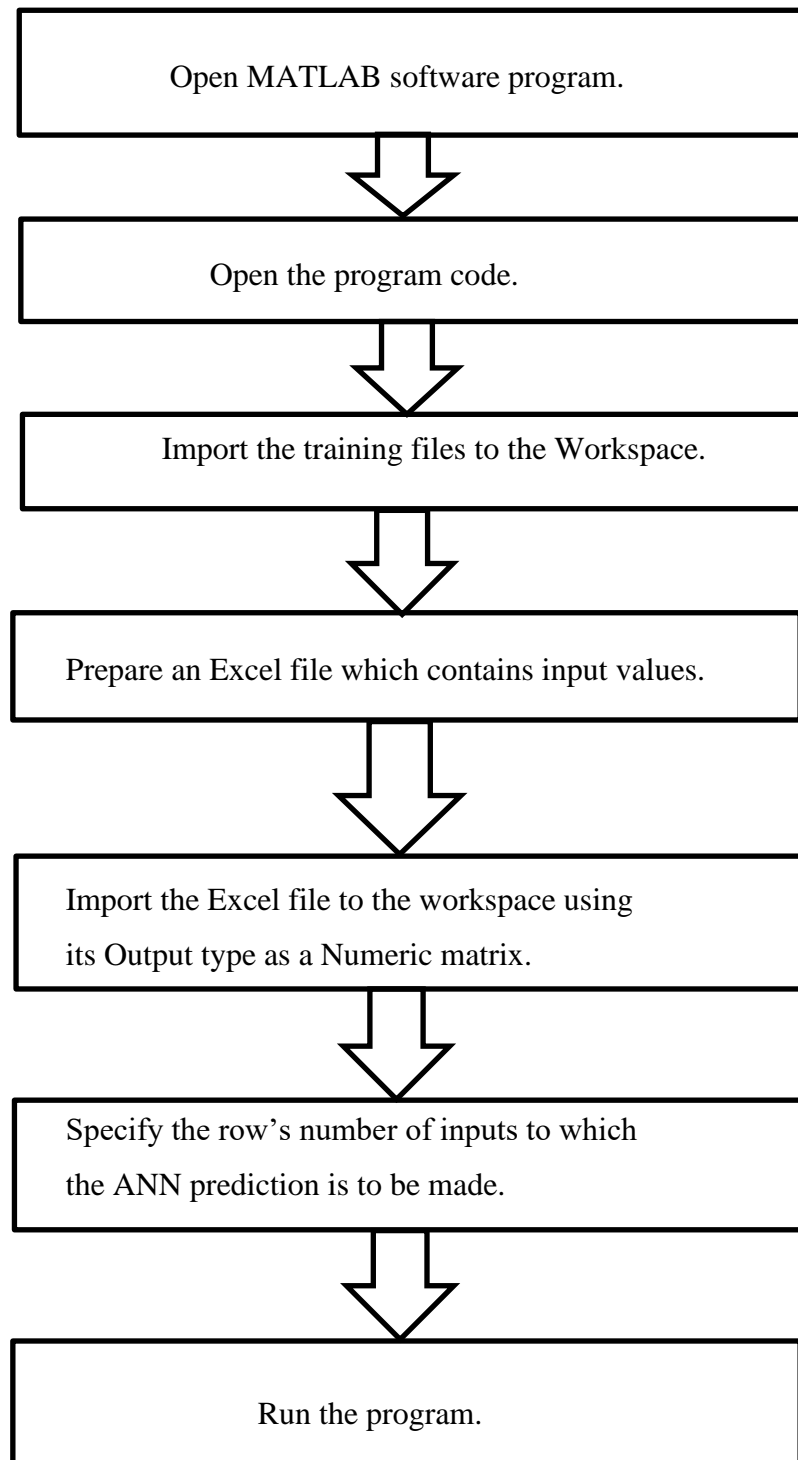 Open MATLAB software program.
Open the program code.
Import the training files to the Workspace.
Prepare an Excel file which contains input values.
Import the Excel file to the workspace using
its Output type as a Numeric matrix.
Specify the row’s number of inputs to which
the ANN prediction is to be made.
Run the program.